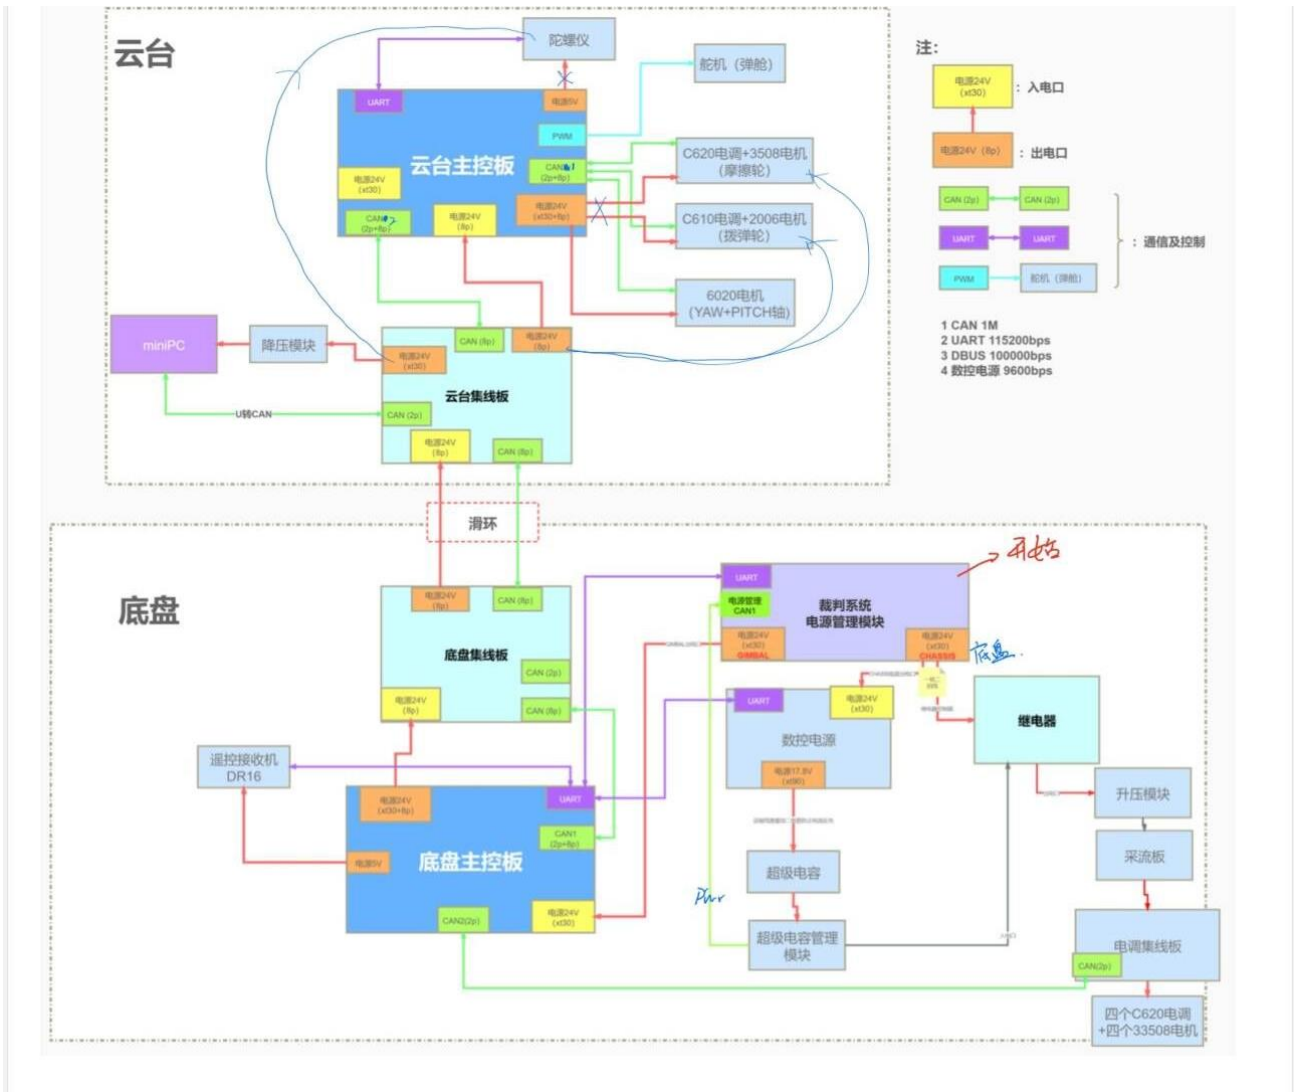 云台
陀螺仪
舵机（弹舱）
UART
电源5V
PWM
云台主控板
CAN1
(2p+8p)
电源24V
(xt30)
电源24V
(xt30+8p)
CAN2
(2p+8p)
电源24V
(8p)
C620电调+3508电机
（摩擦轮）
C610电调+2006电机
（拨弹轮）
6020电机
(YAW+PITCH轴)
miniPC
降压模块
电源24V
(xt30)
CAN (8p)
电源24V
(8p)
云台集线板
U转CAN
CAN (2p)
电源24V
(8p)
CAN (8p)
注：
电源24V
(xt30)
：入电口
电源24V（8p）
：出电口
CAN (2p)
CAN (2p)
UART
UART
：通信及控制
PWM
舵机（弹舱）
1 CAN 1M
2 UART 115200bps
3 DBUS 100000bps
4 数控电源 9600bps
滑环
底盘
电源24V
(8p)
CAN (8p)
底盘集线板
CAN (2p)
电源24V
(8p)
CAN (8p)
遥控接收机
DR16
电源24V
(xt30+8p)
UART
CAN1
(2p+8p)
电源5V
底盘主控板
CAN2(2p)
电源24V
(xt30)
开始
UART
电源管理
CAN1
裁判系统
电源管理模块
电源24V
(xt30)
GIMBAL
电源24V
(xt30)
CHASSIS
底盘.
UART
电源24V
(xt30)
数控电源
电源17.8V
(xt60)
继电器
超级电容
Pwr
超级电容管理
模块
升压模块
采流板
电调集线板
CAN(2p)
四个C620电调
+四个33508电机